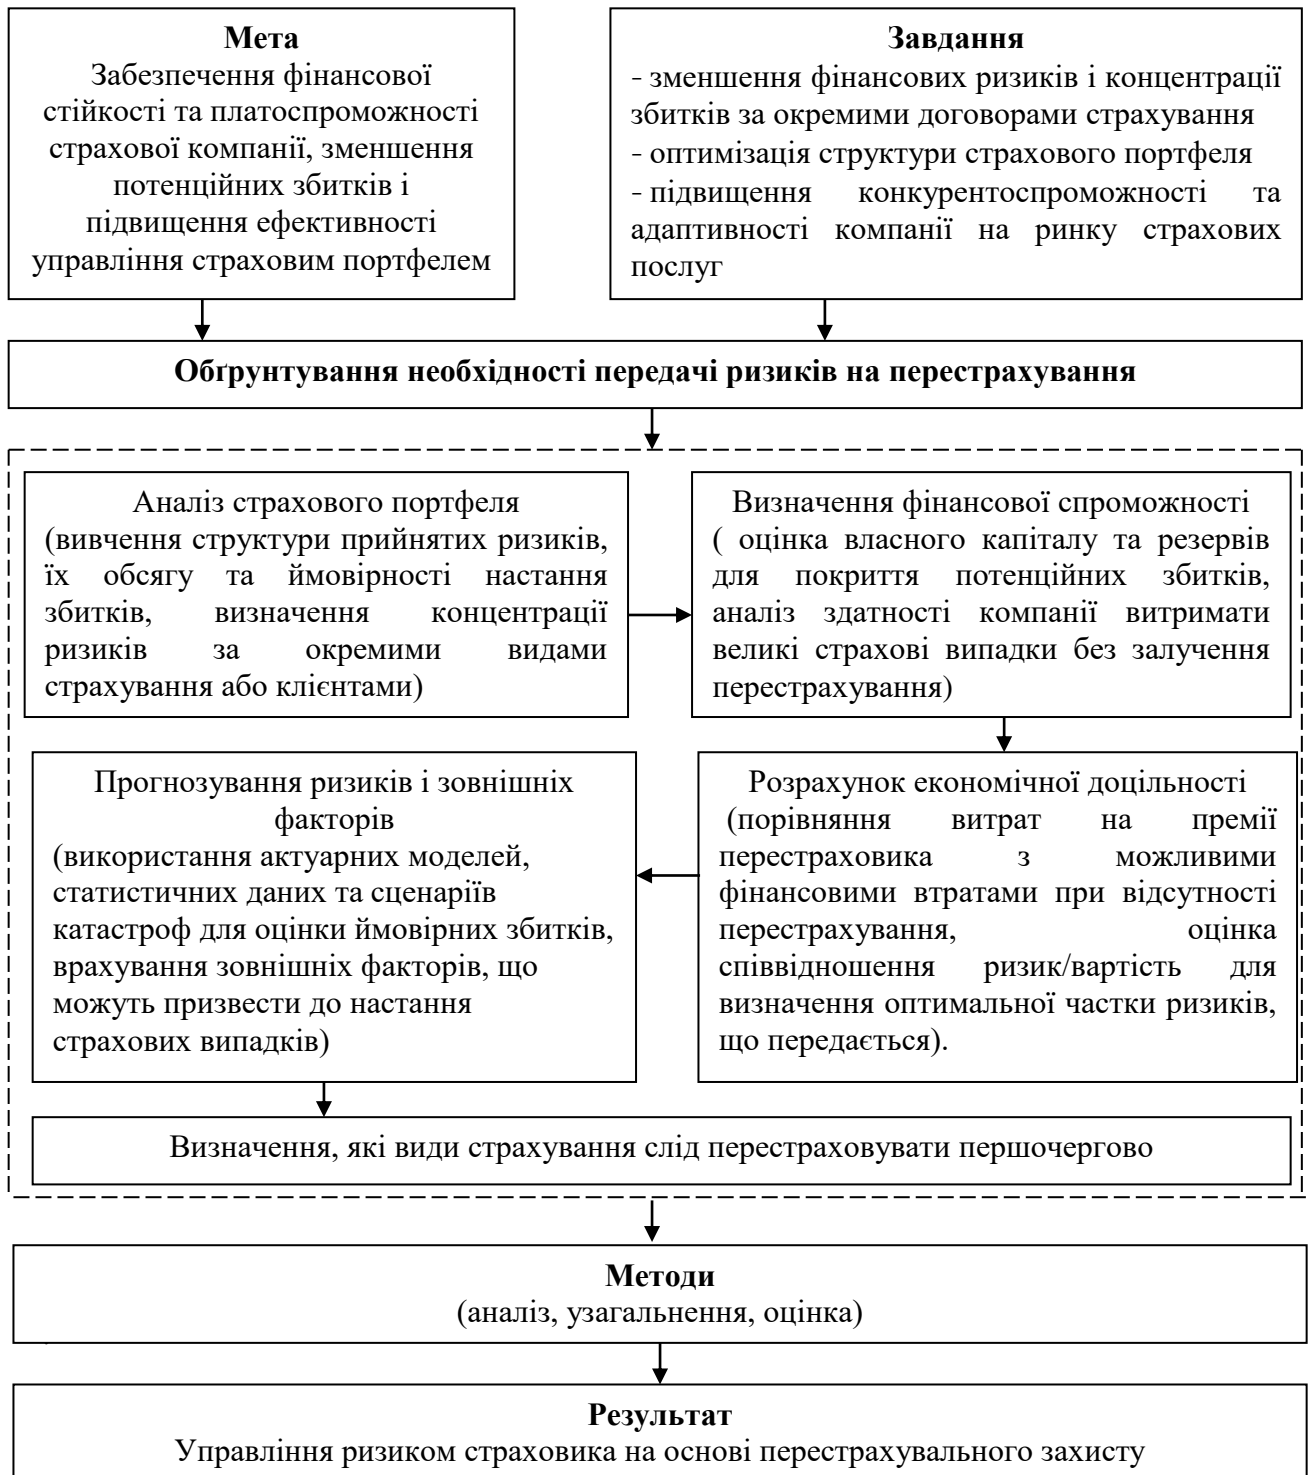 Мета
Забезпечення фінансової
стійкості та платоспроможності
страхової компанії, зменшення
потенційних збитків і
підвищення ефективності
управління страховим портфелем
Завдання
- зменшення фінансових ризиків і концентрації
збитків за окремими договорами страхування
- оптимізація структури страхового портфеля
- підвищення конкурентоспроможності та
адаптивності компанії на ринку страхових
послуг
Обґрунтування необхідності передачі ризиків на перестрахування
Аналіз страхового портфеля
(вивчення структури прийнятих ризиків,
їх обсягу та ймовірності настання
збитків, визначення концентрації
ризиків за окремими видами
страхування або клієнтами)
Визначення фінансової спроможності
( оцінка власного капіталу та резервів
для покриття потенційних збитків,
аналіз здатності компанії витримати
великі страхові випадки без залучення
перестрахування)
Розрахунок економічної доцільності
(порівняння витрат на премії
перестраховика з можливими
фінансовими втратами при відсутності
перестрахування, оцінка
співвідношення ризик/вартість для
визначення оптимальної частки ризиків,
що передається).
Прогнозування ризиків і зовнішніх
факторів
(використання актуарних моделей,
статистичних даних та сценаріїв
катастроф для оцінки ймовірних збитків,
врахування зовнішніх факторів, що
можуть призвести до настання
страхових випадків)
Визначення, які види страхування слід перестраховувати першочергово
Методи
(аналіз, узагальнення, оцінка)
Результат
Управління ризиком страховика на основі перестрахувального захисту